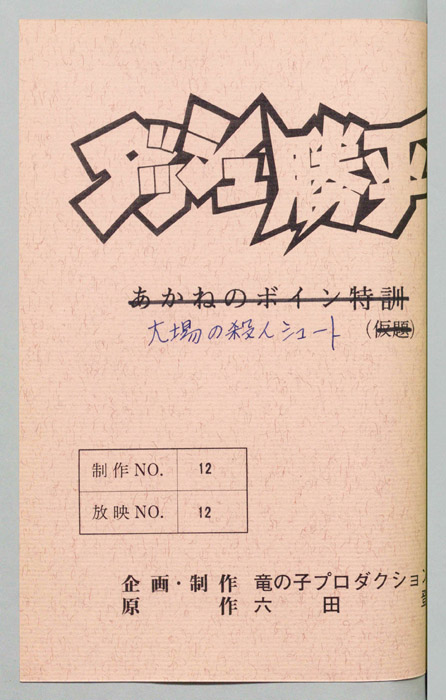 ダッシュ勝平
あかねのボイン特訓
大場の殺人シュート (仮題)
制作NO. 12
放映NO. 12
企画・制作 竜の子プロダクション
原作 六田